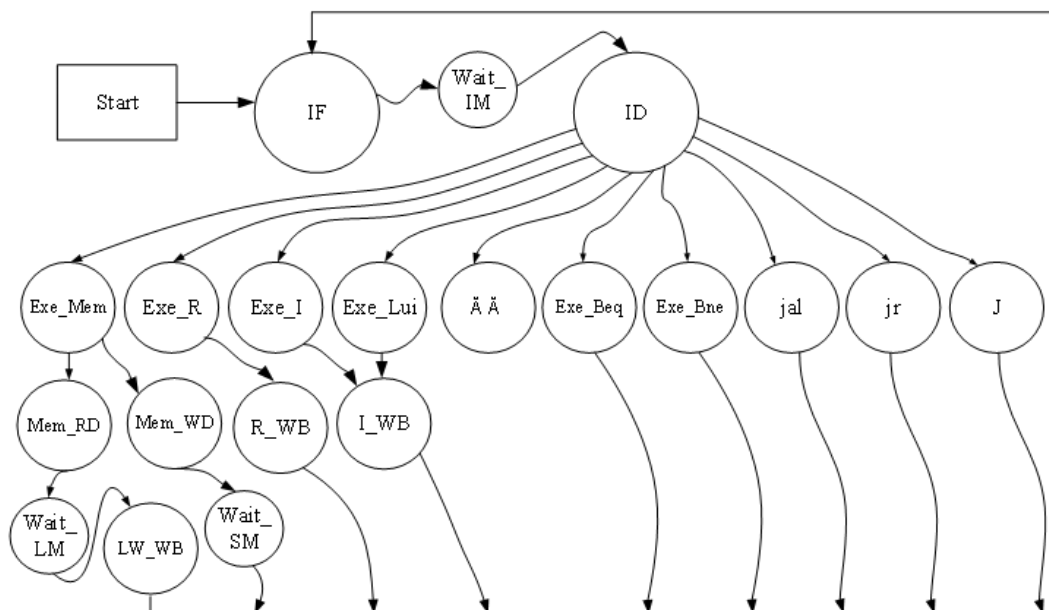 Start
IF
Wait_
IM
ID
Exe_Mem
Exe_R
Exe_I
Exe_Lui
Ä Ä
Exe_Beq
Exe_Bne
jal
jr
J
Mem_RD
Mem_WD
R_WB
I_WB
Wait_
LM
LW_WB
Wait_
SM